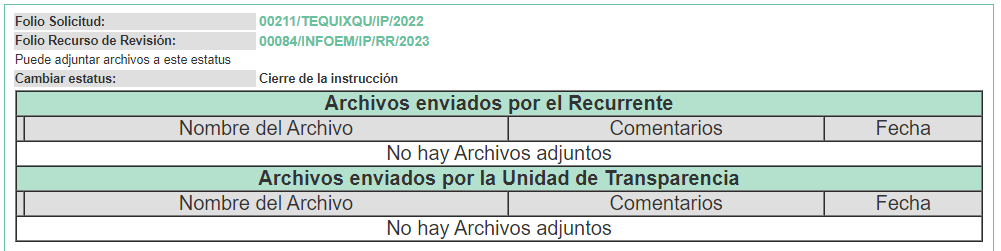 Folio Solicitud: 00211/TEQUIXQU/IP/2022
Folio Recurso de Revisión: 00084/INFOEM/IP/RR/2023
Puede adjuntar archivos a este estatus
Cambiar estatus: Cierre de la instrucción
Archivos enviados por el Recurrente
Nombre del Archivo Comentarios Fecha
No hay Archivos adjuntos
Archivos enviados por la Unidad de Transparencia
Nombre del Archivo Comentarios Fecha
No hay Archivos adjuntos